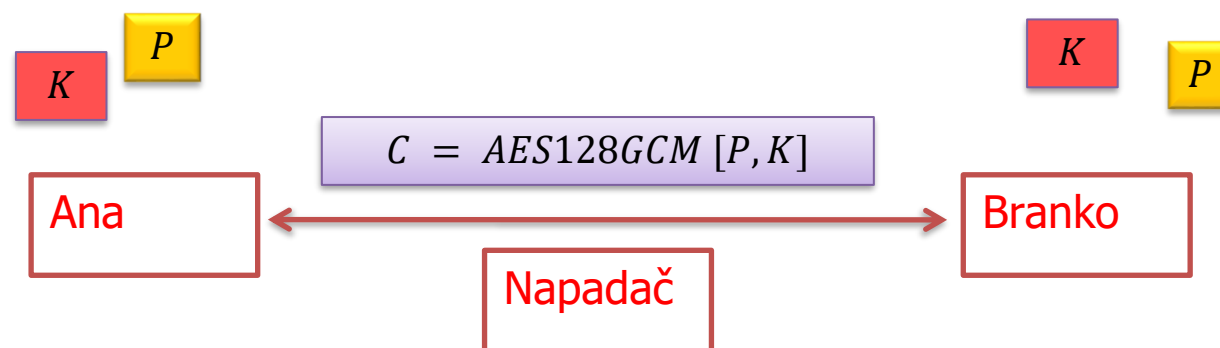 P
K
K
P
C = AES128GCM [P, K]
Ana
Branko
Napadač